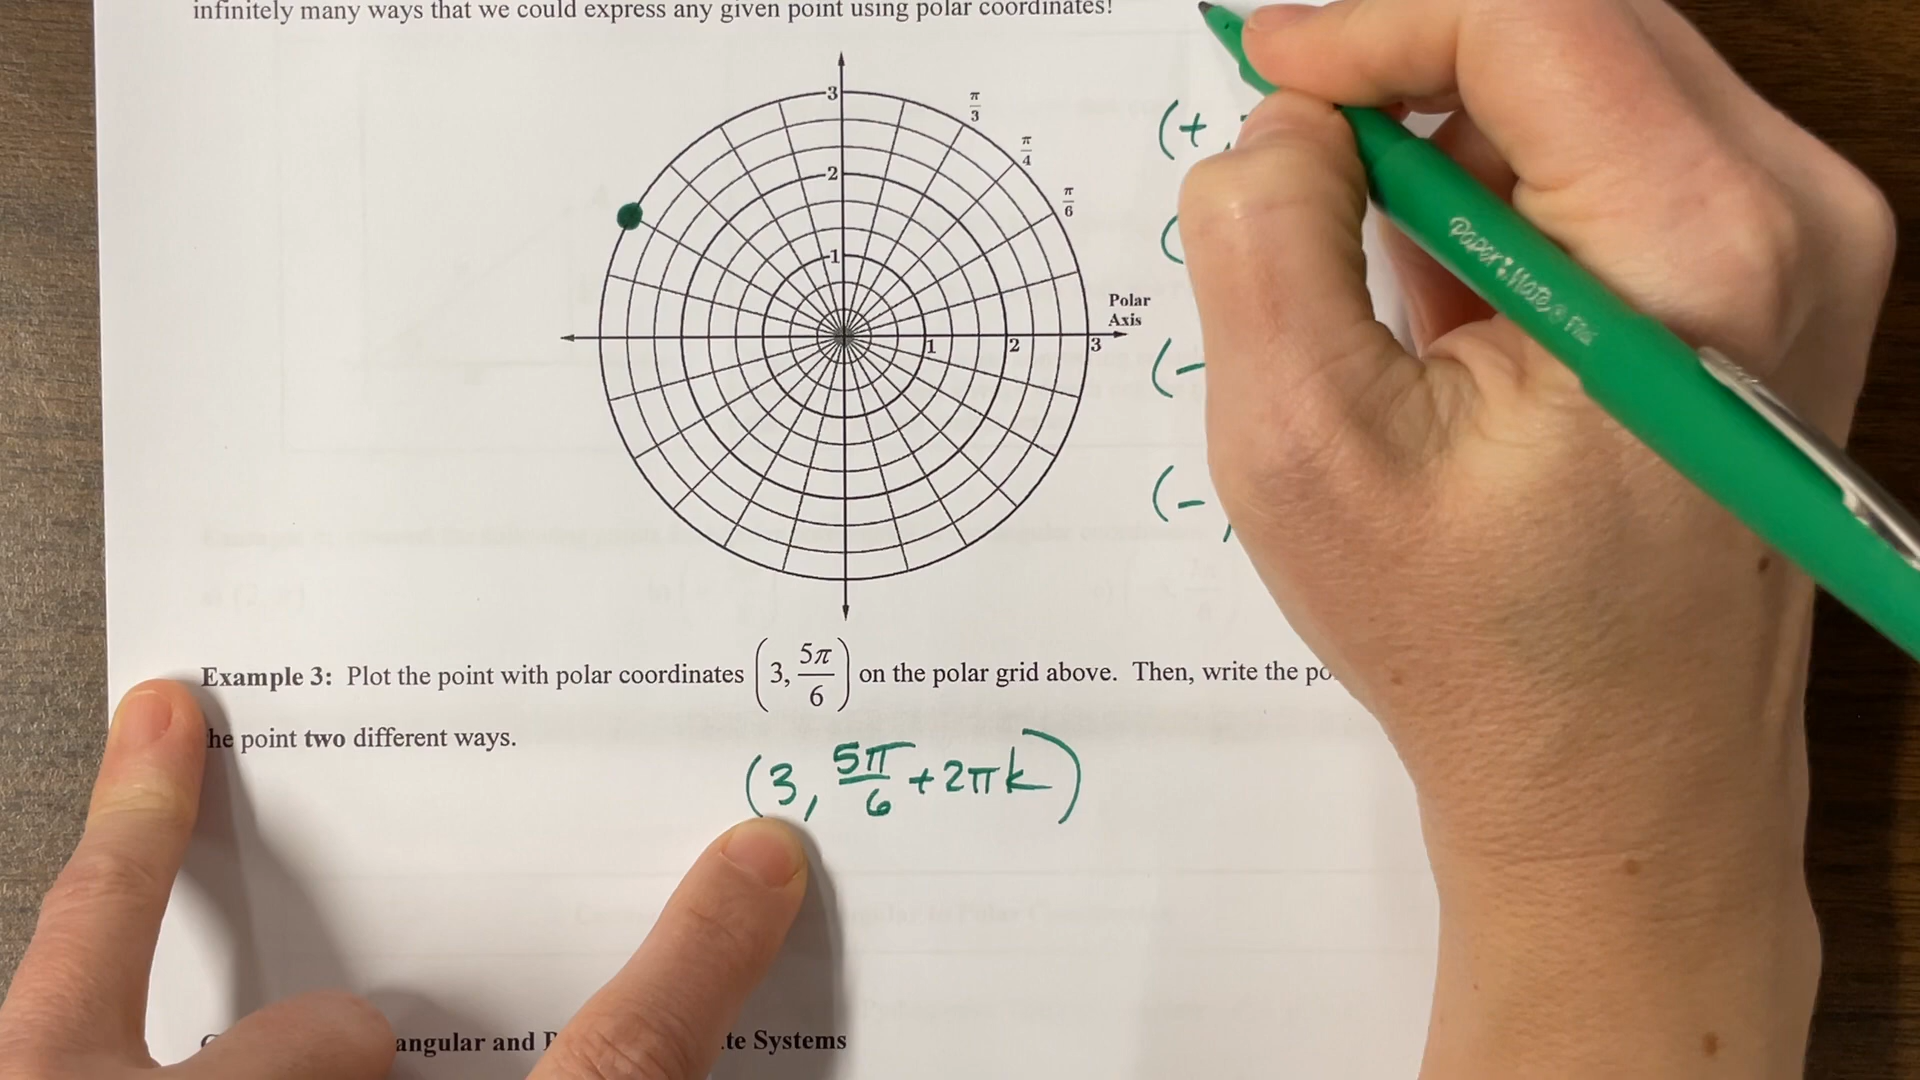 infinitely many ways that we could express any given point using polar coordinates!
3
π/3
π/4
2
π/6
1
Polar
Axis
1 2 3
(+,
(
(-
(-,
Example 3: Plot the point with polar coordinates (3, 5π/6) on the polar grid above. Then, write the
he point two different ways.
(3, 5π/6 + 2πk)
angular and
te Systems
Paper Mate